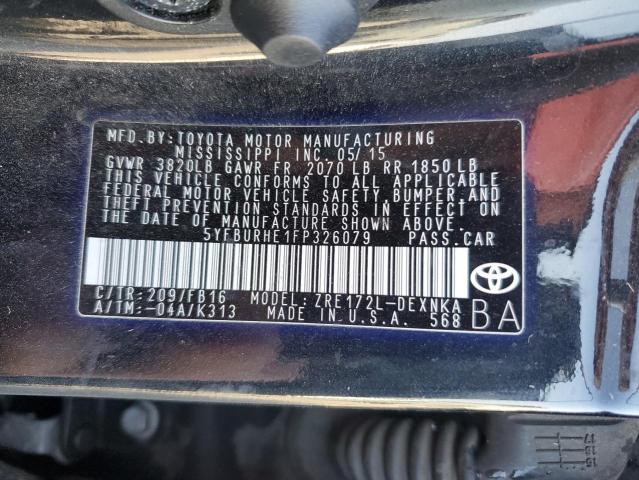 MFD.BY:TOYOTA MOTOR MANUFACTURING
MISSISSIPPI INC. 05/15
GVWR 3820LB GAWR FR 2070 LB RR 1850 LB
THIS VEHICLE CONFORMS TO ALL APPLICABLE
FEDERAL MOTOR VEHICLE SAFETY,BUMPER,AND
THEFT PREVENTION STANDARDS IN EFFECT ON
THE DATE OF MANUFACTURE SHOWN ABOVE.
5YFBURHE1FP326079 PASS.CAR
C/TR:209/FB16 MODEL: ZRE172L-DEXNKA
A/TM:-04A/K313 MADE IN U.S.A. 568 BA
15 16 17